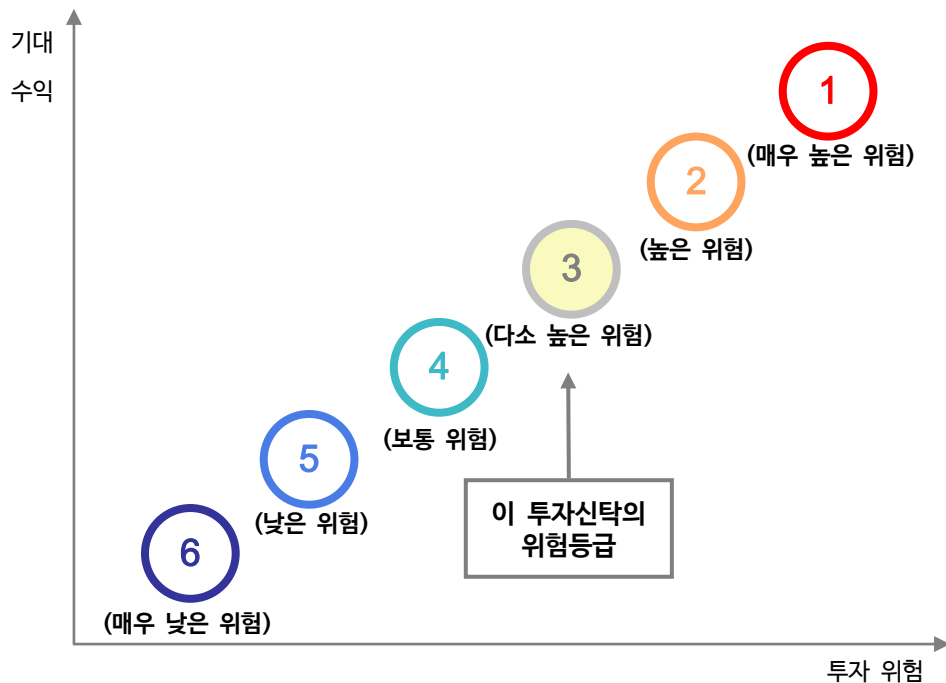 기대
수익
1
(매우 높은 위험)
2
(높은 위험)
3
(다소 높은 위험)
4
(보통 위험)
5
(낮은 위험)
6
(매우 낮은 위험)
이 투자신탁의
위험등급
투자 위험